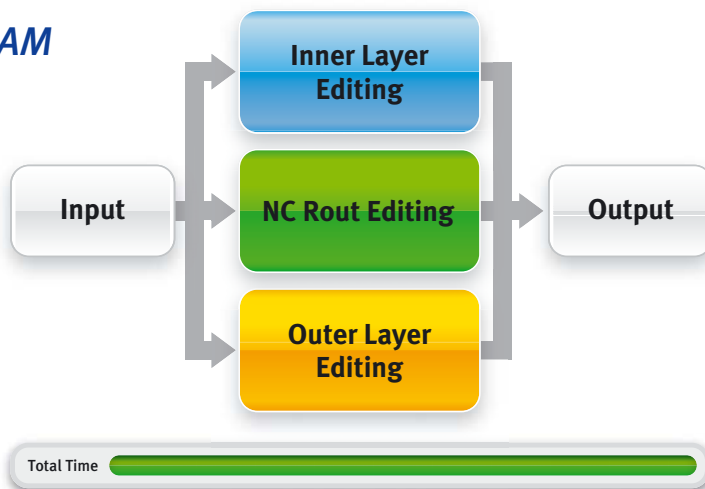 AM
Inner Layer
Editing
Input
NC Rout Editing
Output
Outer Layer
Editing
Total Time